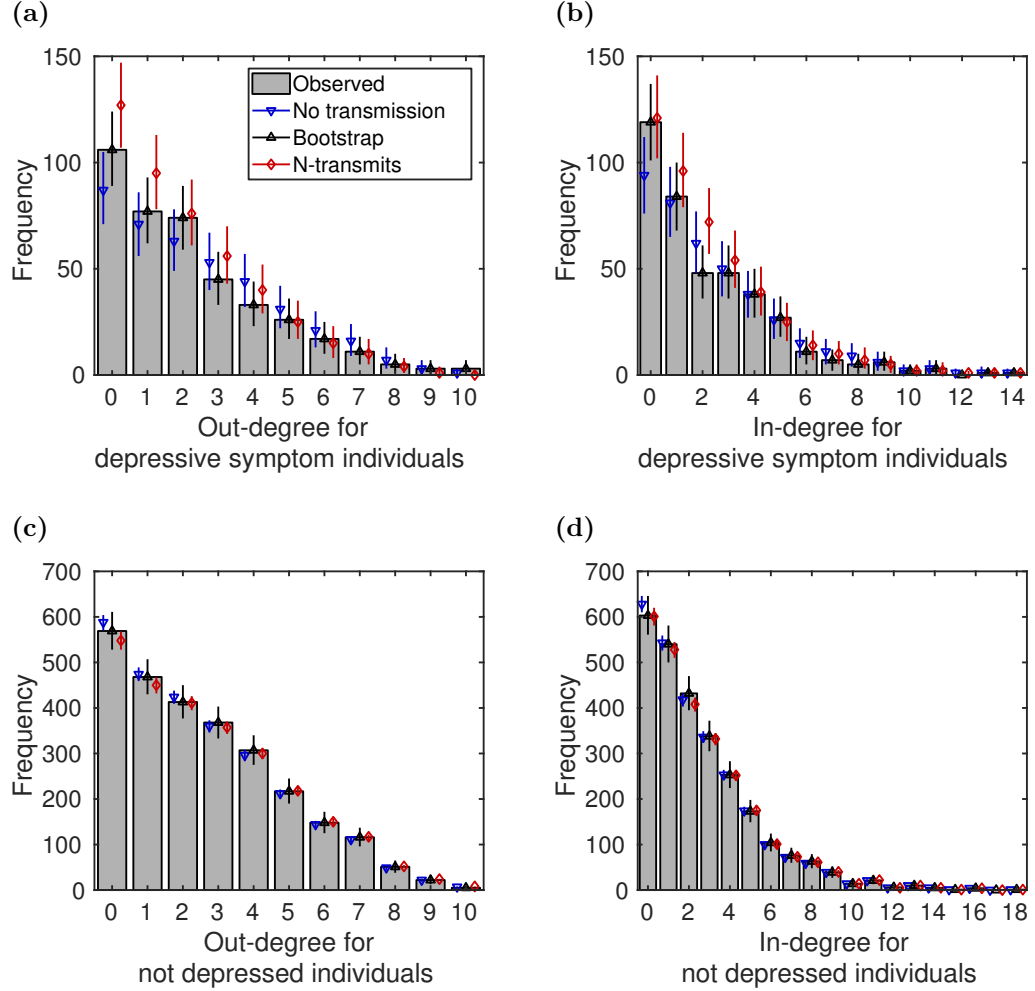 (a)
150
100
50
0
Frequency
Observed
No transmission
Bootstrap
N-transmits
0 1 2 3 4 5 6 7 8 9 10
Out-degree for
depressive symptom individuals
(b)
150
100
50
0
Frequency
0 2 4 6 8 10 12 14
In-degree for
depressive symptom individuals
(c)
700
600
500
400
300
200
100
0
Frequency
0 1 2 3 4 5 6 7 8 9 10
Out-degree for
not depressed individuals
(d)
700
600
500
400
300
200
100
0
Frequency
0 2 4 6 8 10 12 14 16 18
In-degree for
not depressed individuals